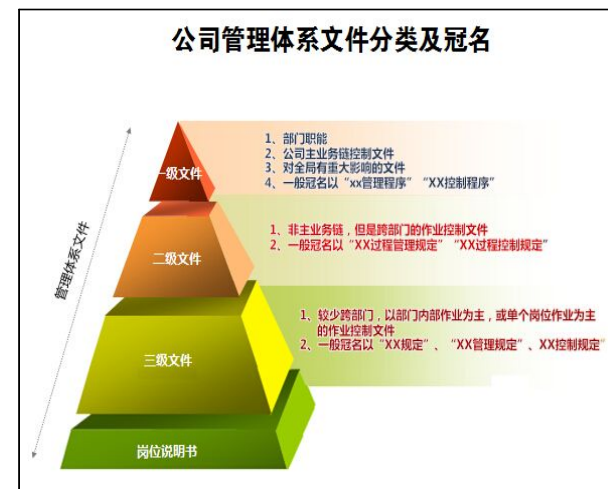 公司管理体系文件分类及冠名
管理体系文件
一级文件
1、部门职能
2、公司主业务链控制文件
3、对全局有重大影响的文件
4、一般冠名以“xx管理程序”“XX控制程序”
二级文件
1、非主业务链，但是跨部门的作业控制文件
2、一般冠名以“XX过程管理规定”“XX过程控制规定”
三级文件
1、较少跨部门，以部门内部作业为主，或单个岗位作业为主
的作业控制文件
2、一般冠名以“XX规定”、“XX管理规定”、XX控制规定”
岗位说明书